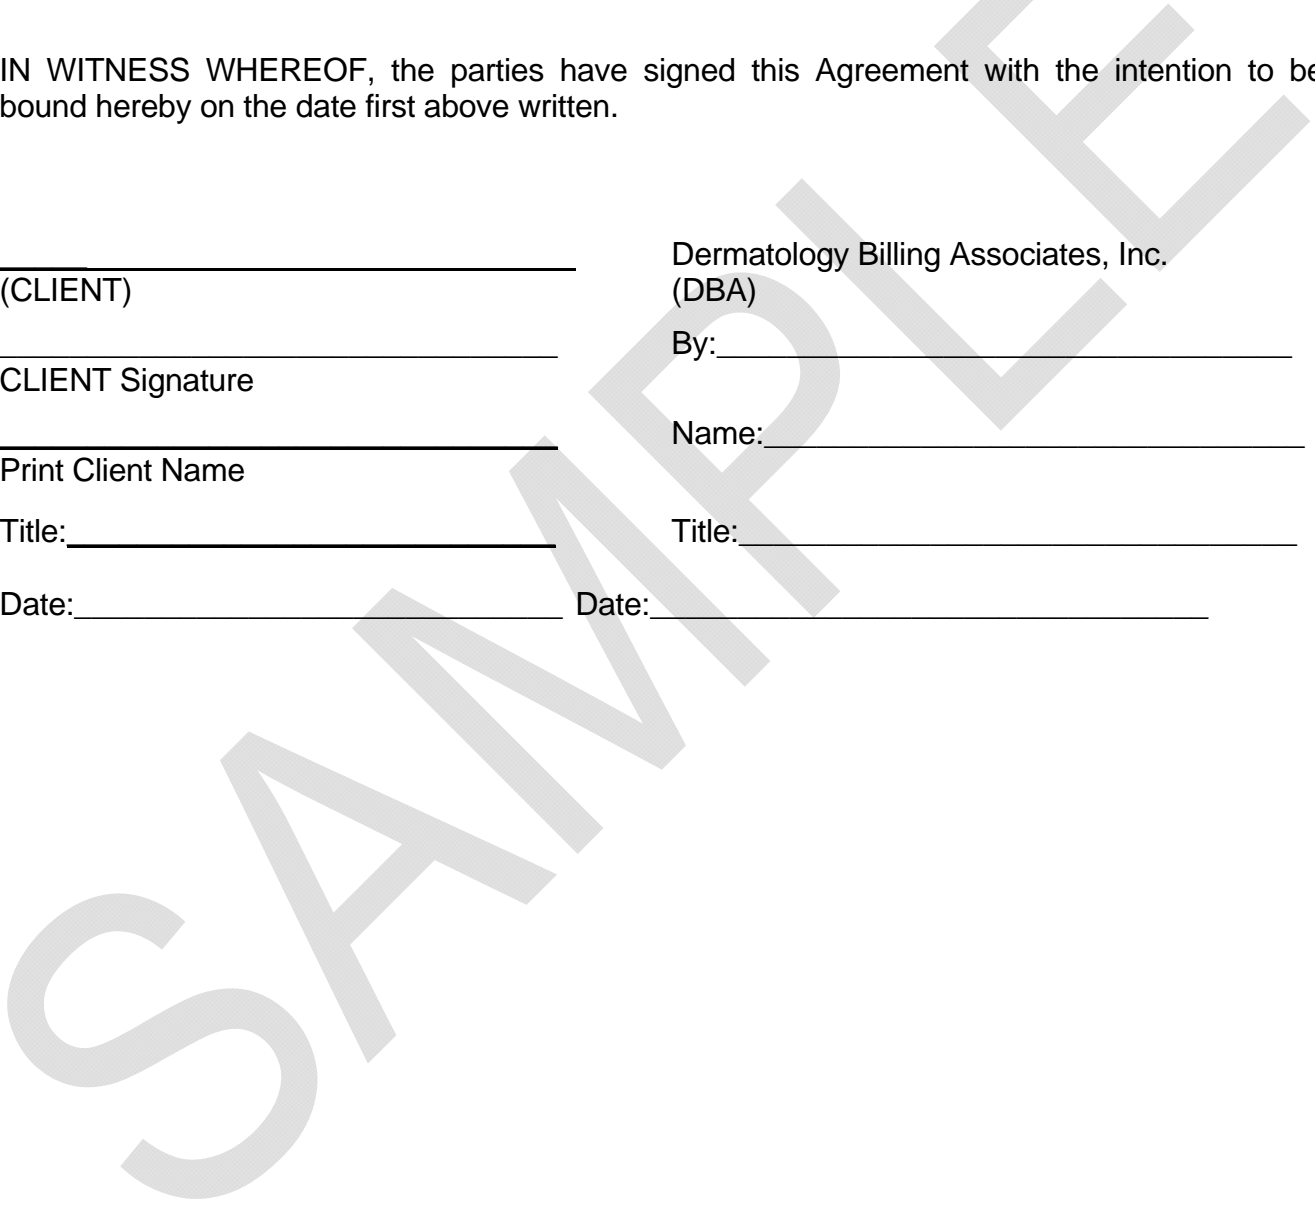 IN WITNESS WHEREOF, the parties have signed this Agreement with the intention to be
bound hereby on the date first above written.
Dermatology Billing Associates, Inc.
(CLIENT) (DBA)
By:
CLIENT Signature
Name:
Print Client Name
Title: Title:
Date: Date:
SAMPLE